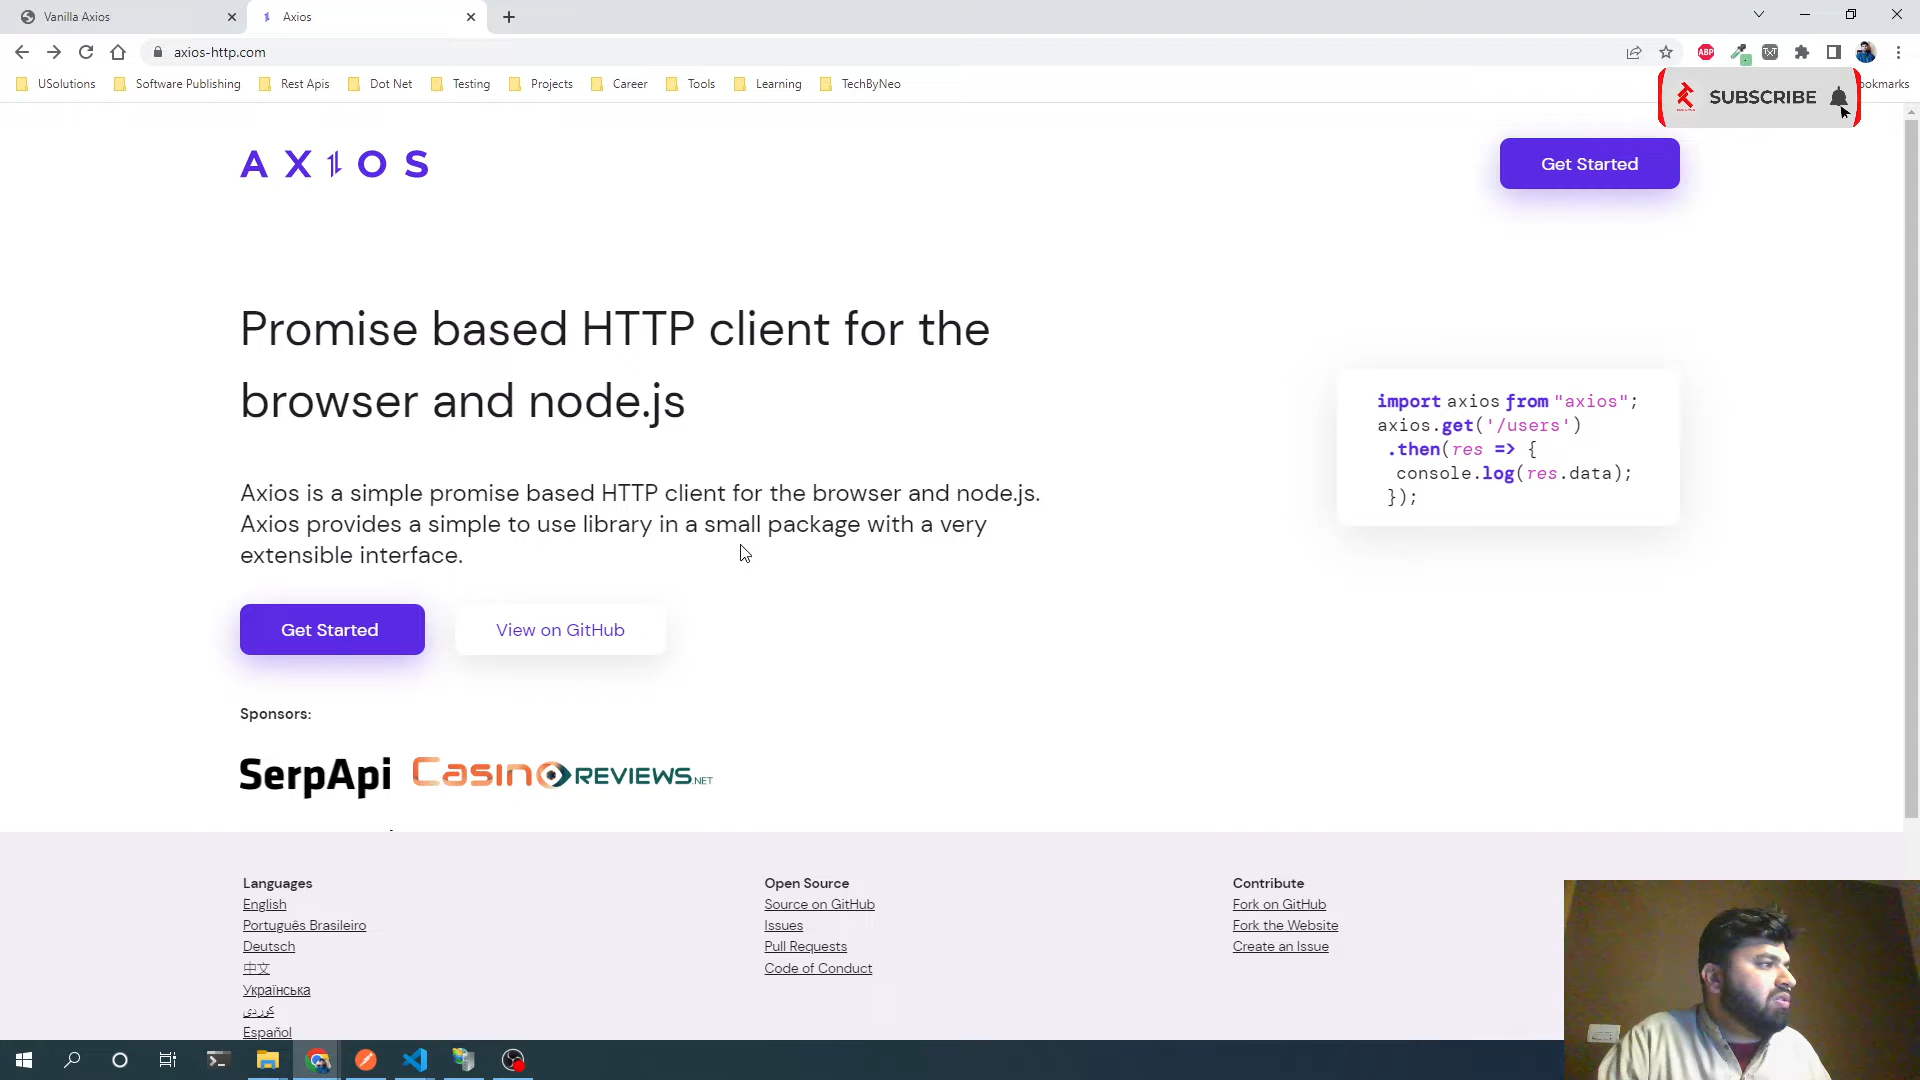 Vanilla Axios
Axios
axios-http.com
ABP
TXT
USolutions
Software Publishing
Rest Apis
Dot Net
Testing
Projects
Career
Tools
Learning
TechByNeo
ookmarks
SUBSCRIBE
AXIOS
Get Started
Promise based HTTP client for the
browser and node.js
import axios from "axios";
axios.get('/users')
.then(res => {
console.log(res.data);
});
Axios is a simple promise based HTTP client for the browser and node.js.
Axios provides a simple to use library in a small package with a very
extensible interface.
Get Started
View on GitHub
Sponsors:
SerpApi
Casino REVIEWS.NET
Languages
English
Português Brasileiro
Deutsch
中文
Українська
کوردی
Español
Open Source
Source on GitHub
Issues
Pull Requests
Code of Conduct
Contribute
Fork on GitHub
Fork the Website
Create an Issue